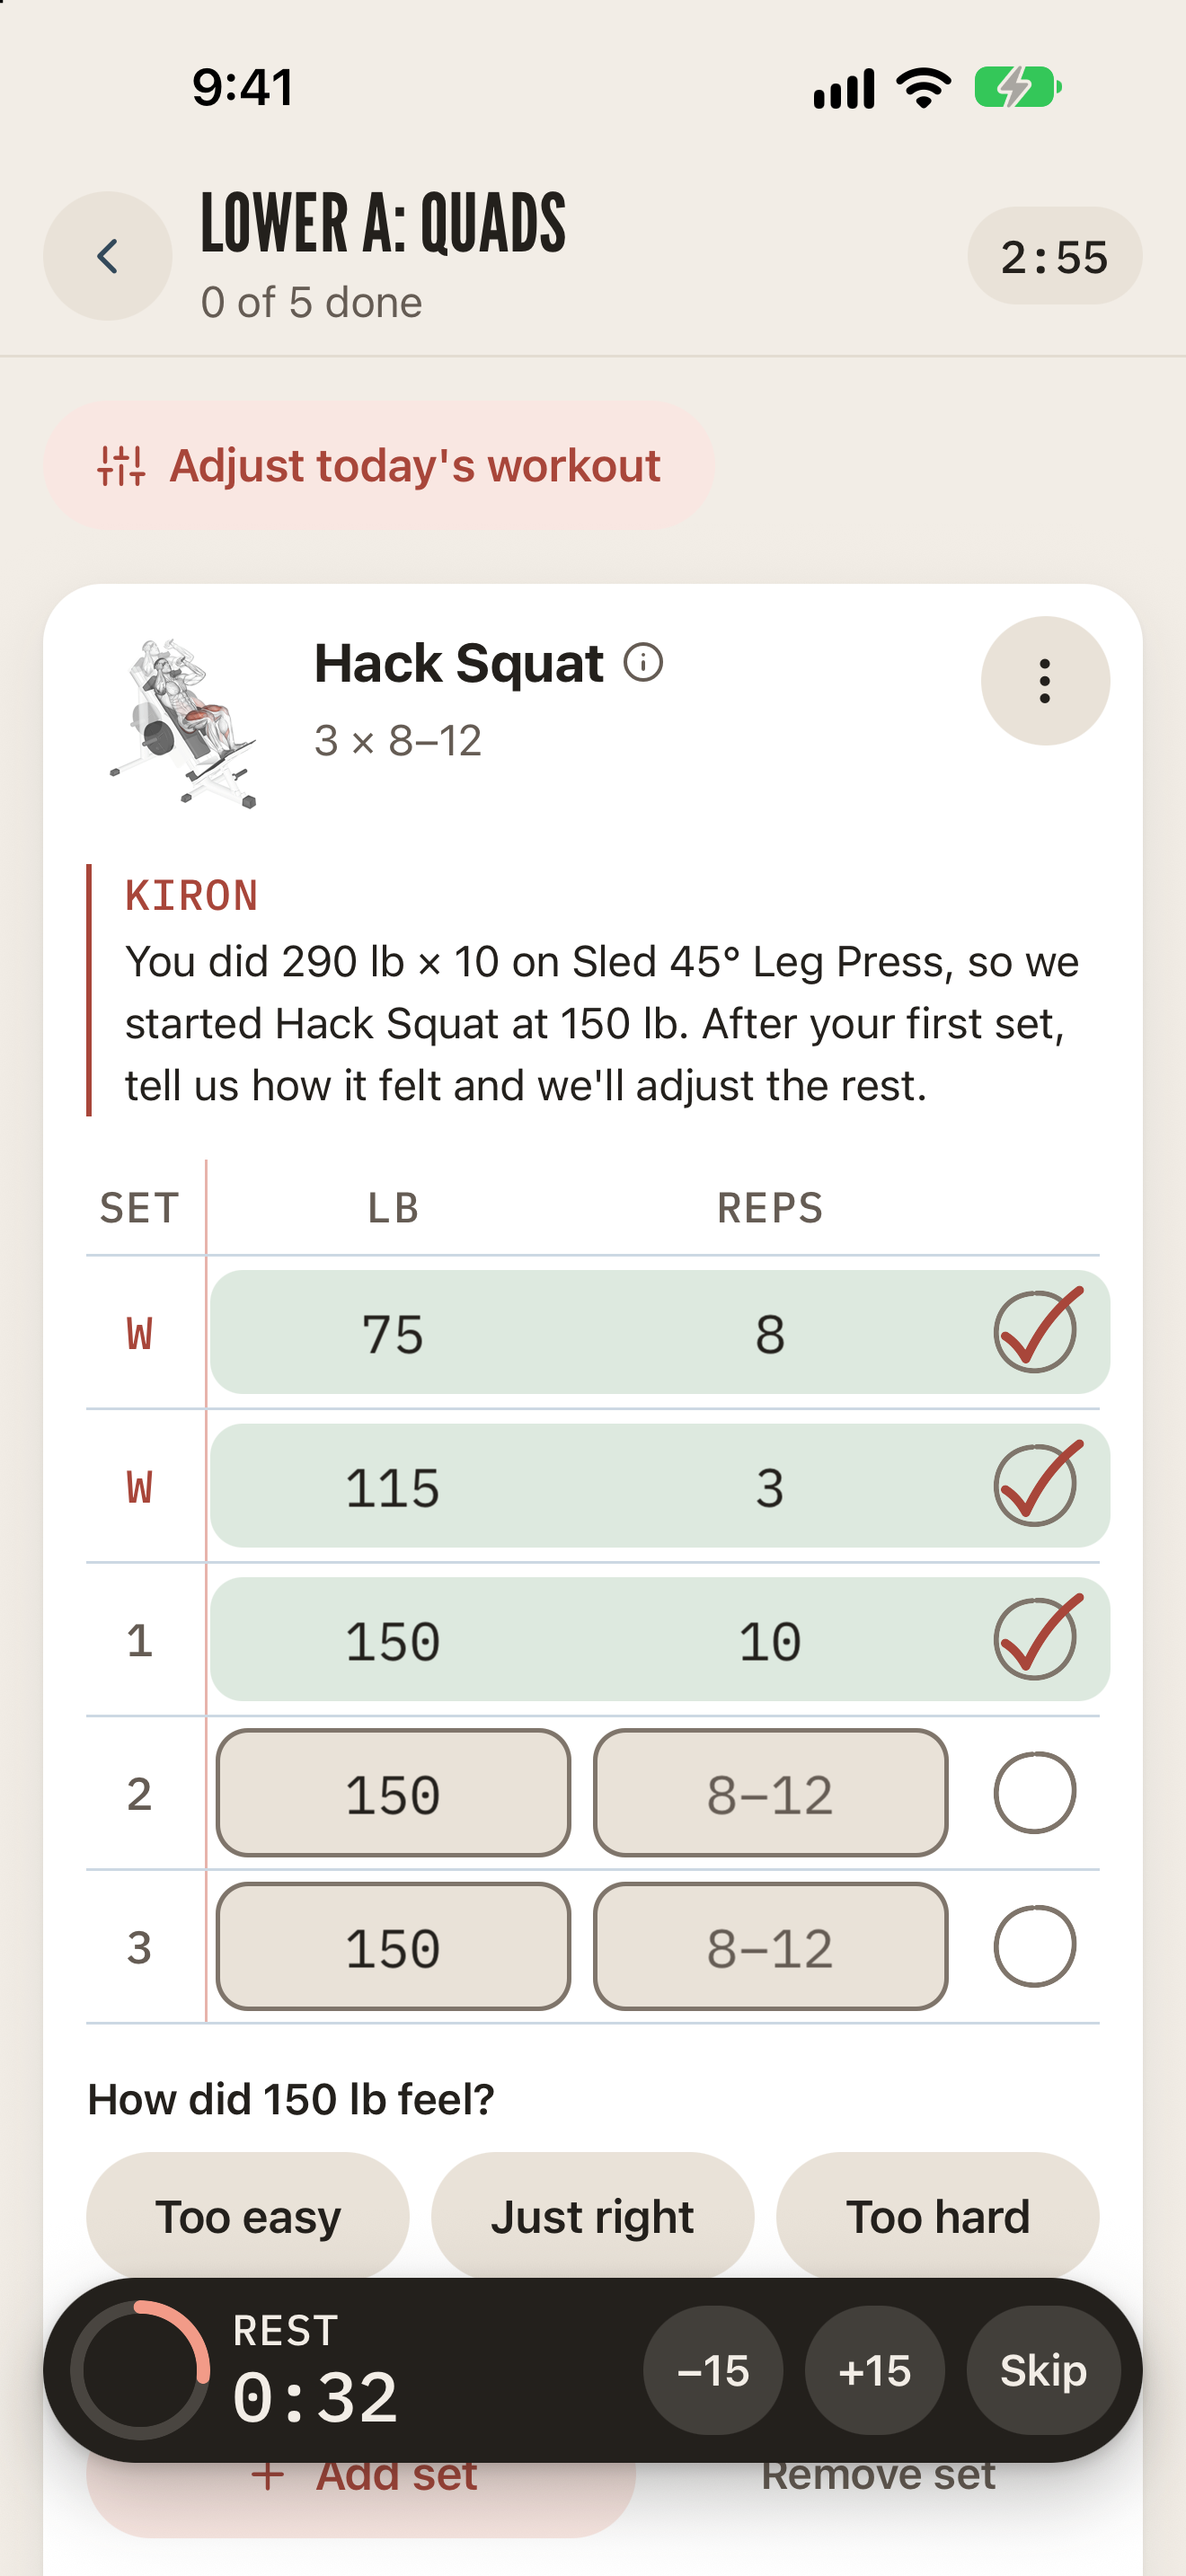 9:41
LOWER A: QUADS
0 of 5 done
2:55
Adjust today's workout
Hack Squat
3 × 8–12
KIRON
You did 290 lb × 10 on Sled 45° Leg Press, so we
started Hack Squat at 150 lb. After your first set,
tell us how it felt and we'll adjust the rest.
SET LB REPS
W 75 8
W 115 3
1 150 10
2 150 8–12
3 150 8–12
How did 150 lb feel?
Too easy Just right Too hard
REST
0:32
–15 +15 Skip
+ Add set Remove set